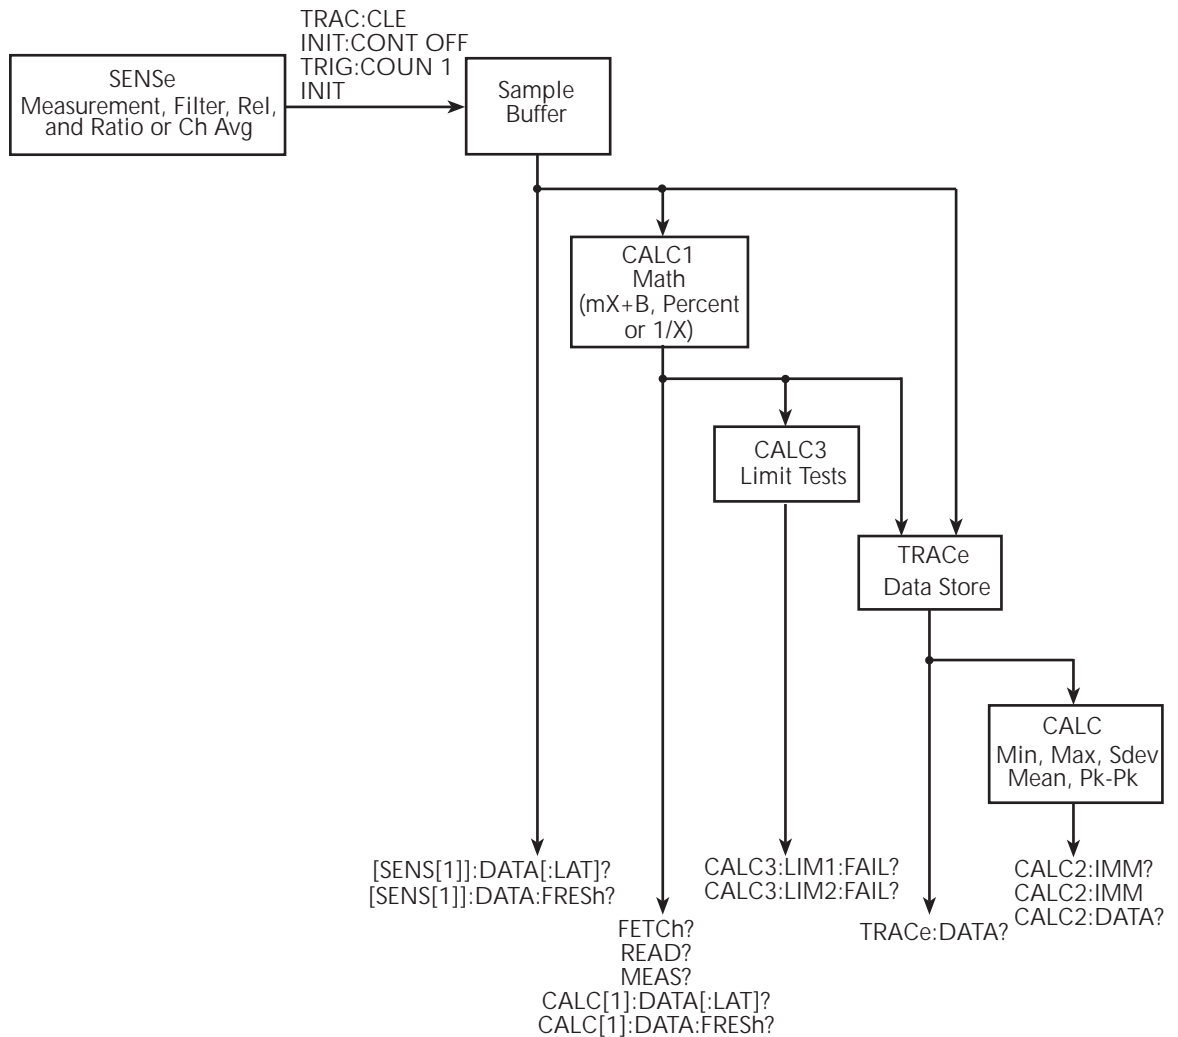 TRAC:CLE
INIT:CONT OFF
TRIG:COUN 1
INIT
SENSe
Measurement, Filter, Rel,
and Ratio or Ch Avg
Sample
Buffer
CALC1
Math
(mX+B, Percent
or 1/X)
CALC3
Limit Tests
TRACe
Data Store
CALC
Min, Max, Sdev
Mean, Pk-Pk
[SENS[1]]:DATA[:LAT]?
[SENS[1]]:DATA:FRESh?
FETCh?
READ?
MEAS?
CALC[1]:DATA[:LAT]?
CALC[1]:DATA:FRESh?
CALC3:LIM1:FAIL?
CALC3:LIM2:FAIL?
TRACe:DATA?
CALC2:IMM?
CALC2:IMM
CALC2:DATA?